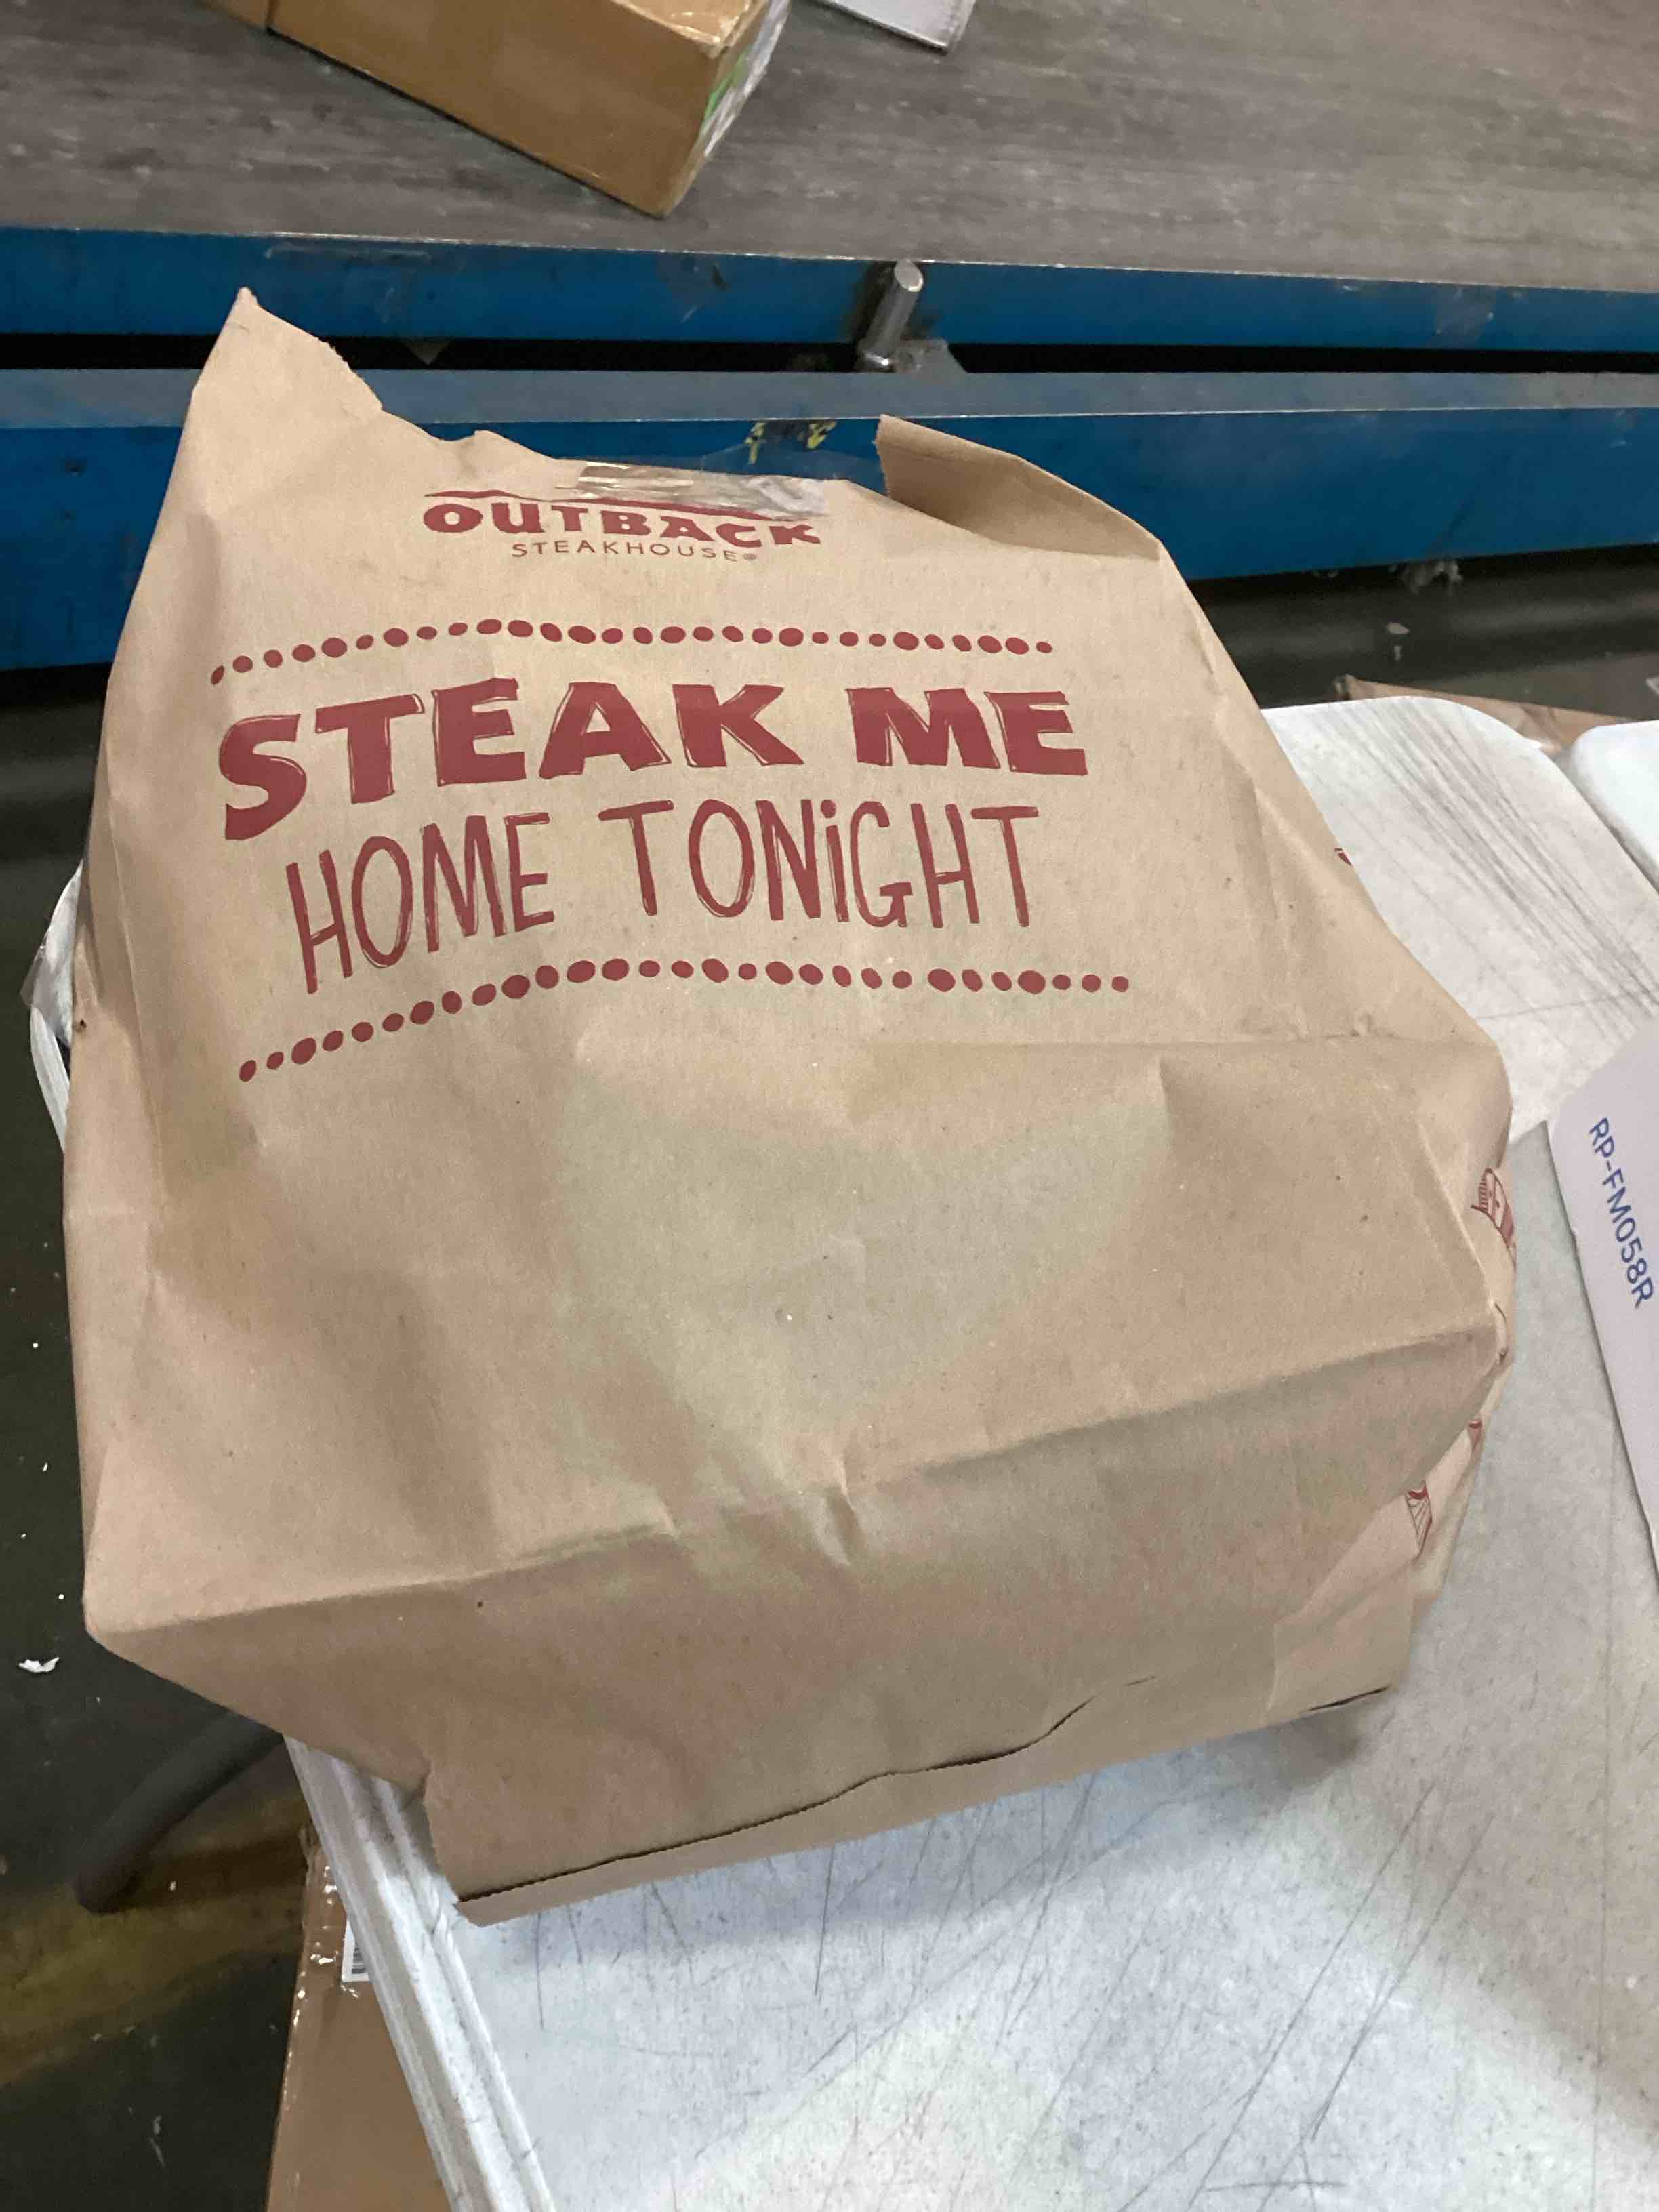 OUTBACK
STEAKHOUSE®
STEAK ME
HOME TONiGHT
RP-FM058R